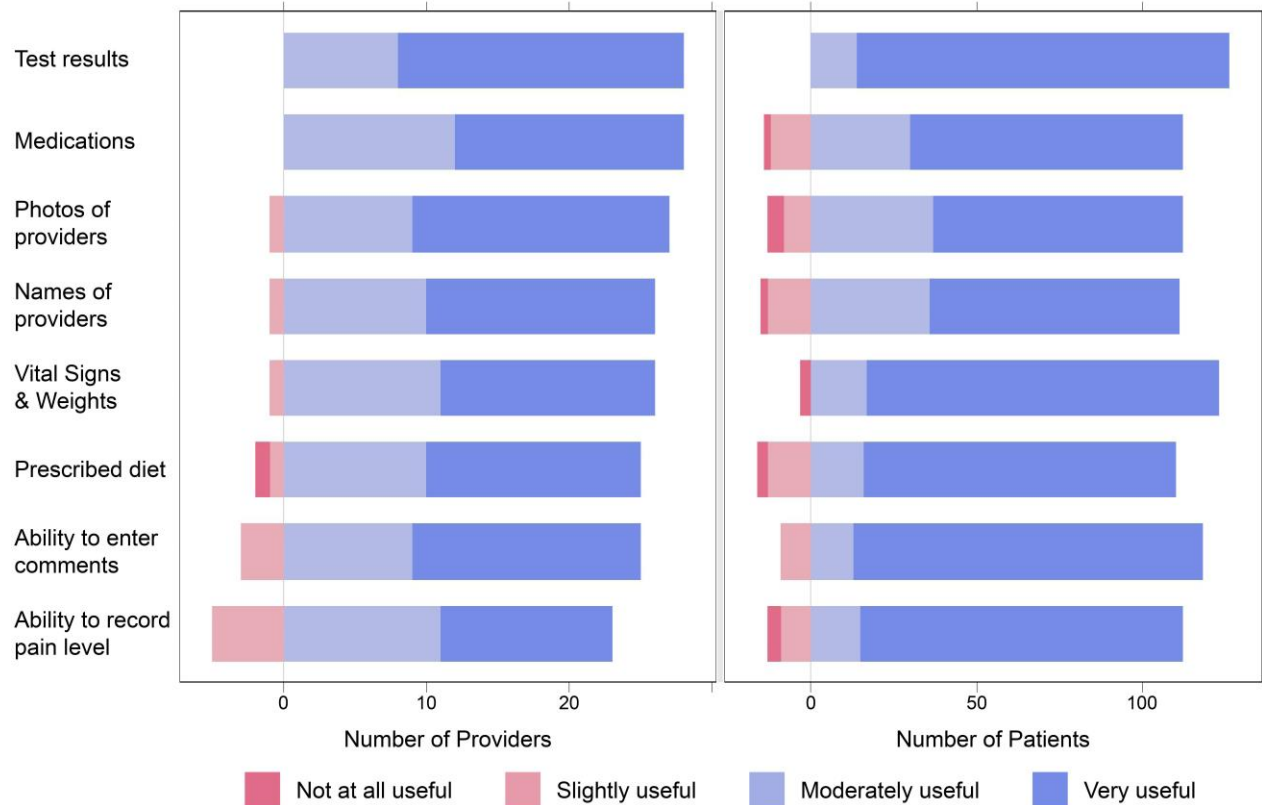 Test results
Medications
Photos of
providers
Names of
providers
Vital Signs
& Weights
Prescribed diet
Ability to enter
comments
Ability to record
pain level
0 10 20
0 50 100
Number of Providers
Number of Patients
Not at all useful
Slightly useful
Moderately useful
Very useful